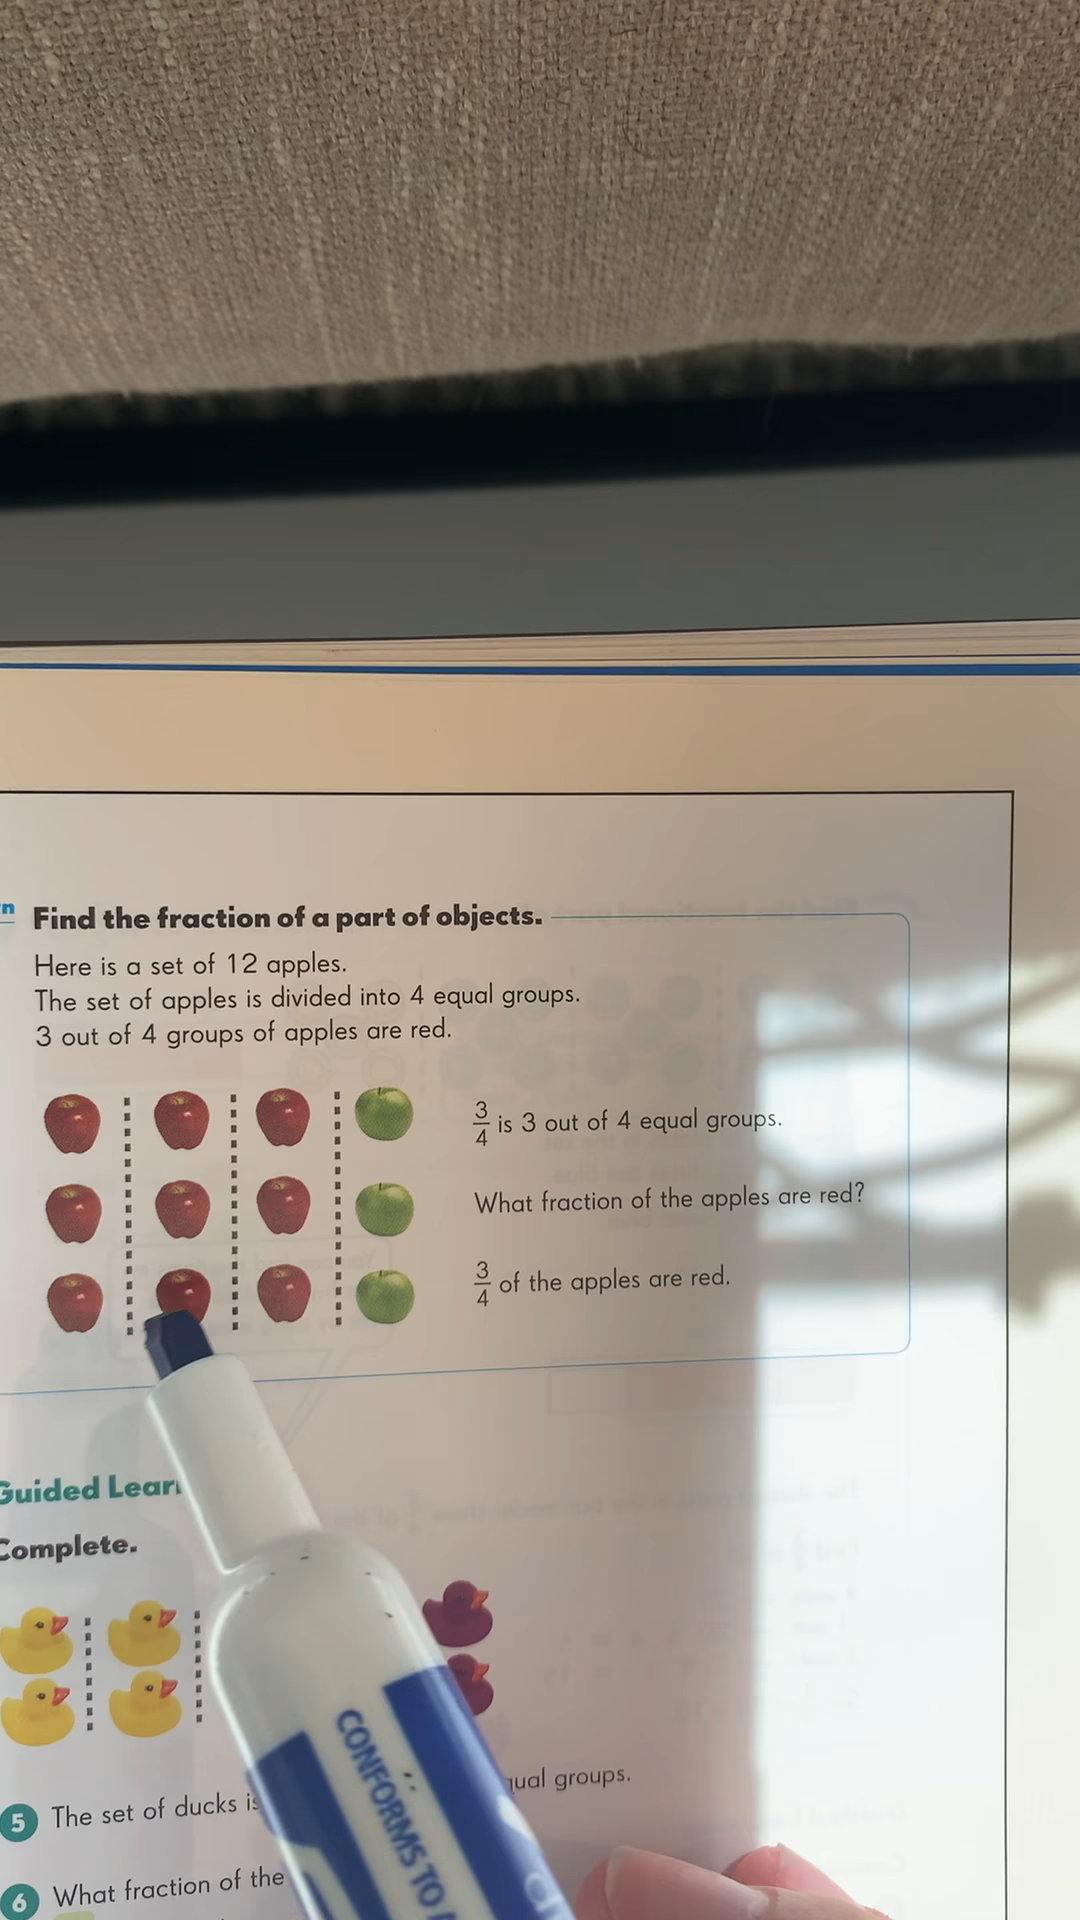 Find the fraction of a part of objects.
Here is a set of 12 apples.
The set of apples is divided into 4 equal groups.
3 out of 4 groups of apples are red.
3/4 is 3 out of 4 equal groups.
What fraction of the apples are red?
3/4 of the apples are red.
Guided
Complete.
5 The set of ducks is
groups.
6 What fraction of the
CONFORMS TO